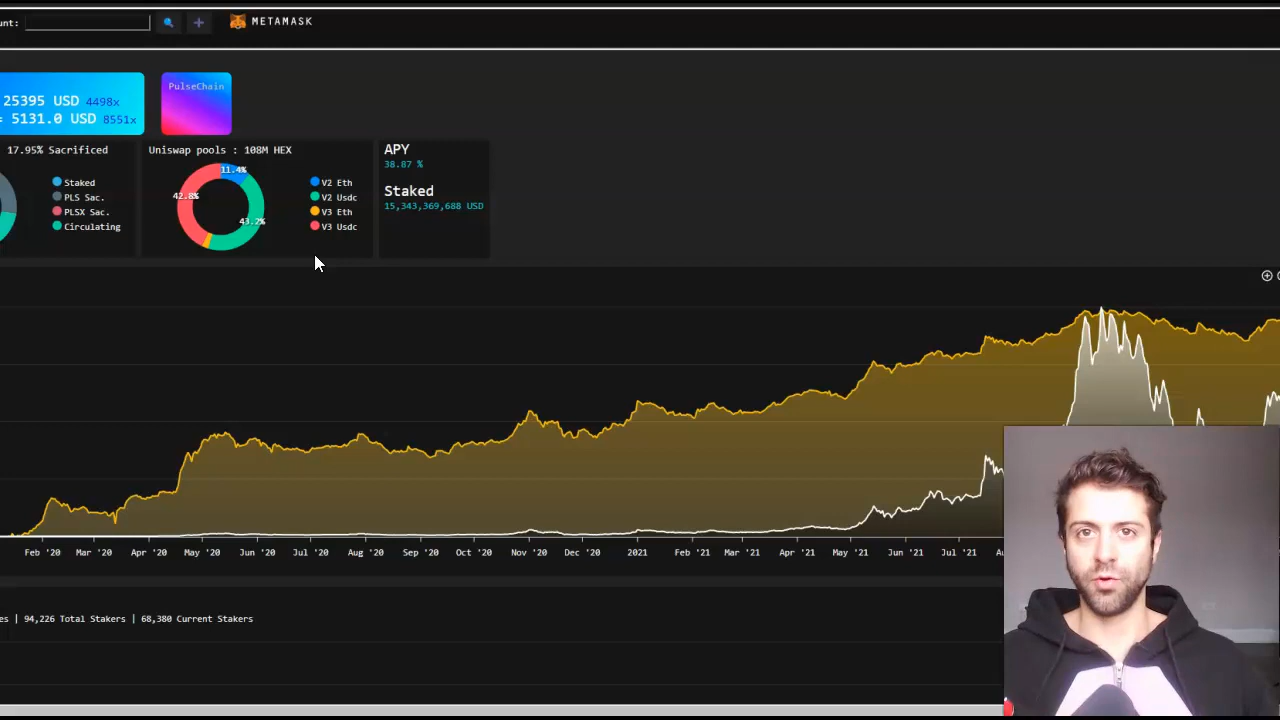 unt:
METAMASK
25395 USD 4498x
= 5131.0 USD 8551x
PulseChain
17.95% Sacrificed
Staked
PLS Sac.
PLSX Sac.
Circulating
Uniswap pools : 108M HEX
11.4%
42.8%
43.2%
V2 Eth
V2 Usdc
V3 Eth
V3 Usdc
APY
38.87 %
Staked
15,343,369,688 USD
Feb '20 Mar '20 Apr '20 May '20 Jun '20 Jul '20 Aug '20 Sep '20 Oct '20 Nov '20 Dec '20 2021 Feb '21 Mar '21 Apr '21 May '21 Jun '21 Jul '21 Au
es | 94,226 Total Stakers | 68,380 Current Stakers